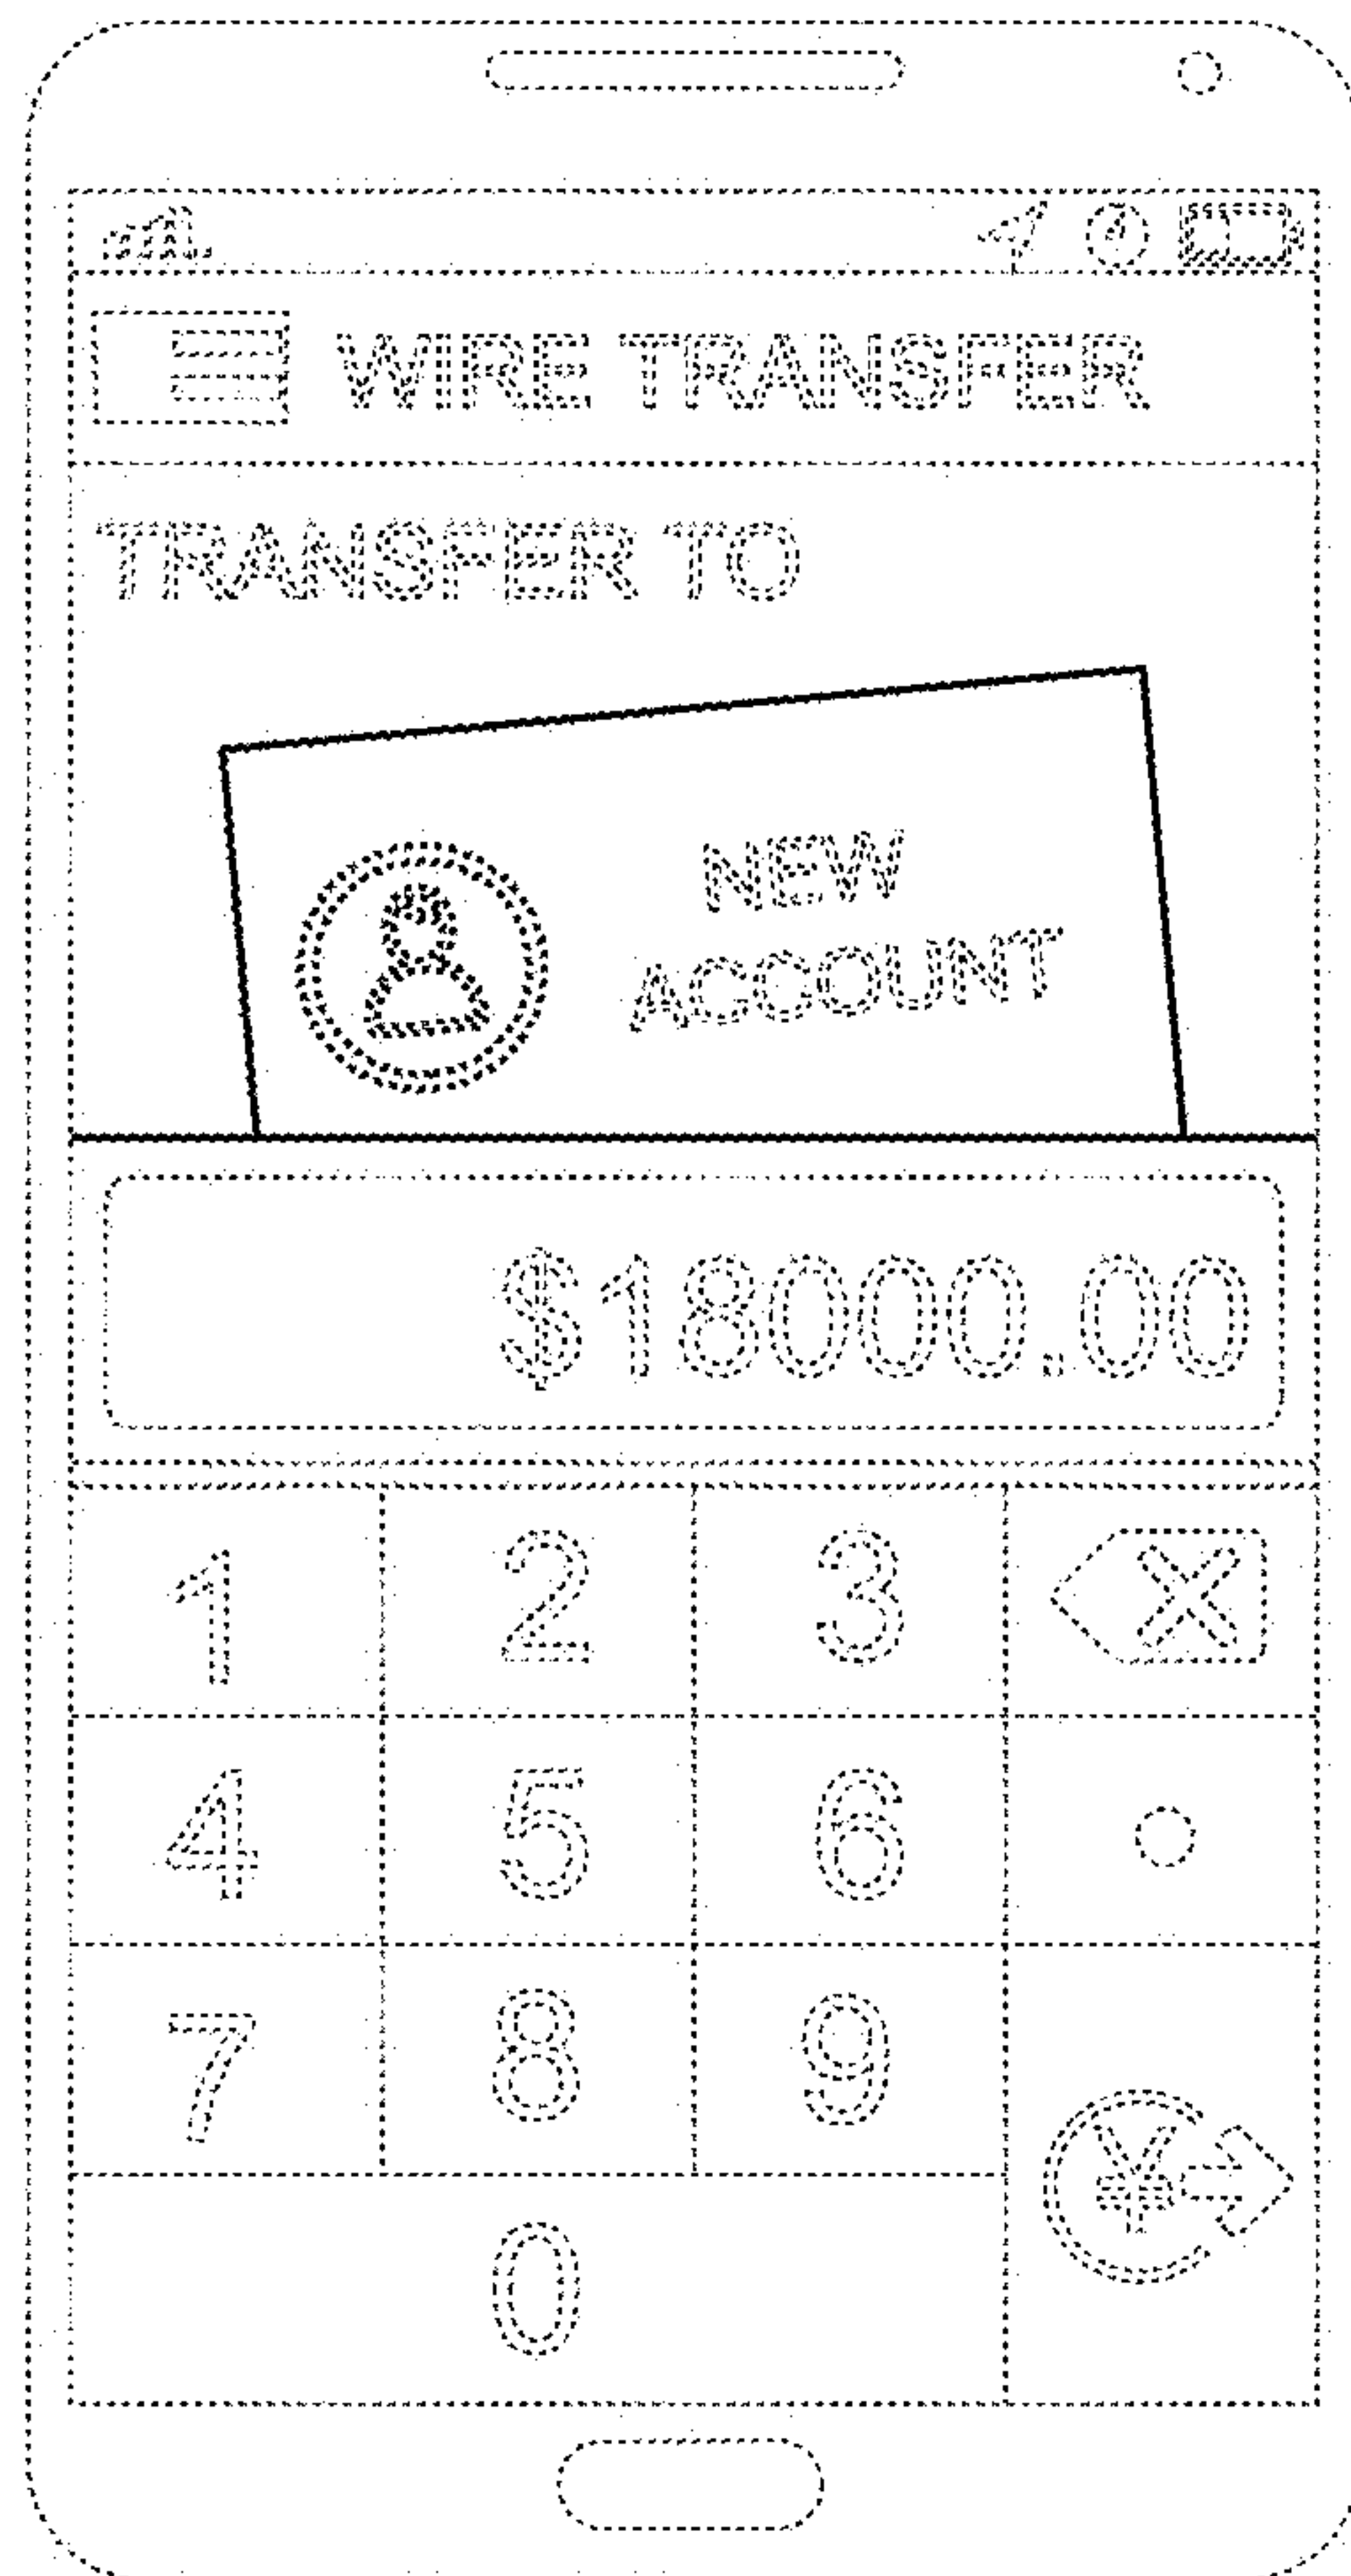 WIRE TRANSFER
TRANSFER TO
NEW
ACCOUNT
$18000.00
1 2 3
4 5 6
7 8 9
¥
0